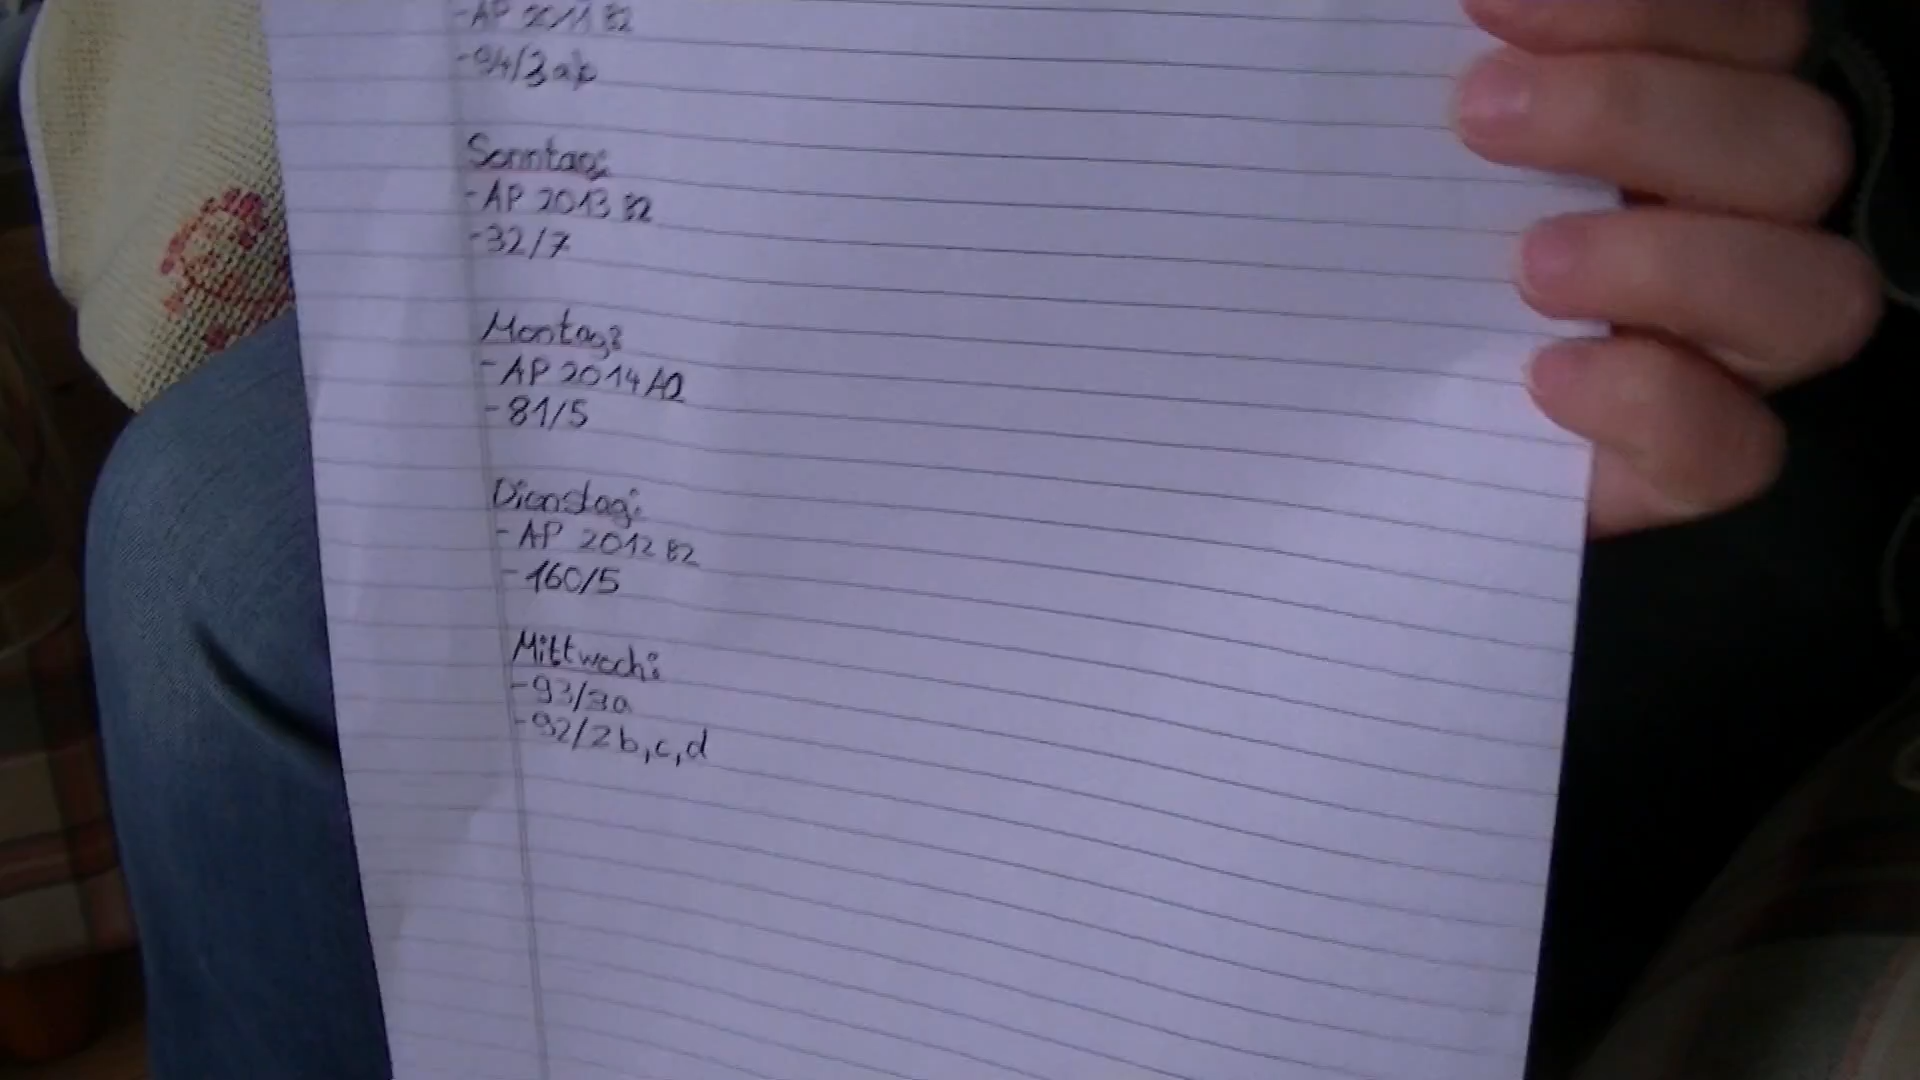 -AP 2011 B2
-94/3ab
Sonntag:
-AP 2013 B2
-32/7
Montag:
-AP 2014 A2
-81/5
Dienstag:
-AP 2012 B2
-160/5
Mittwoch:
-93/3a
-92/2b,c,d